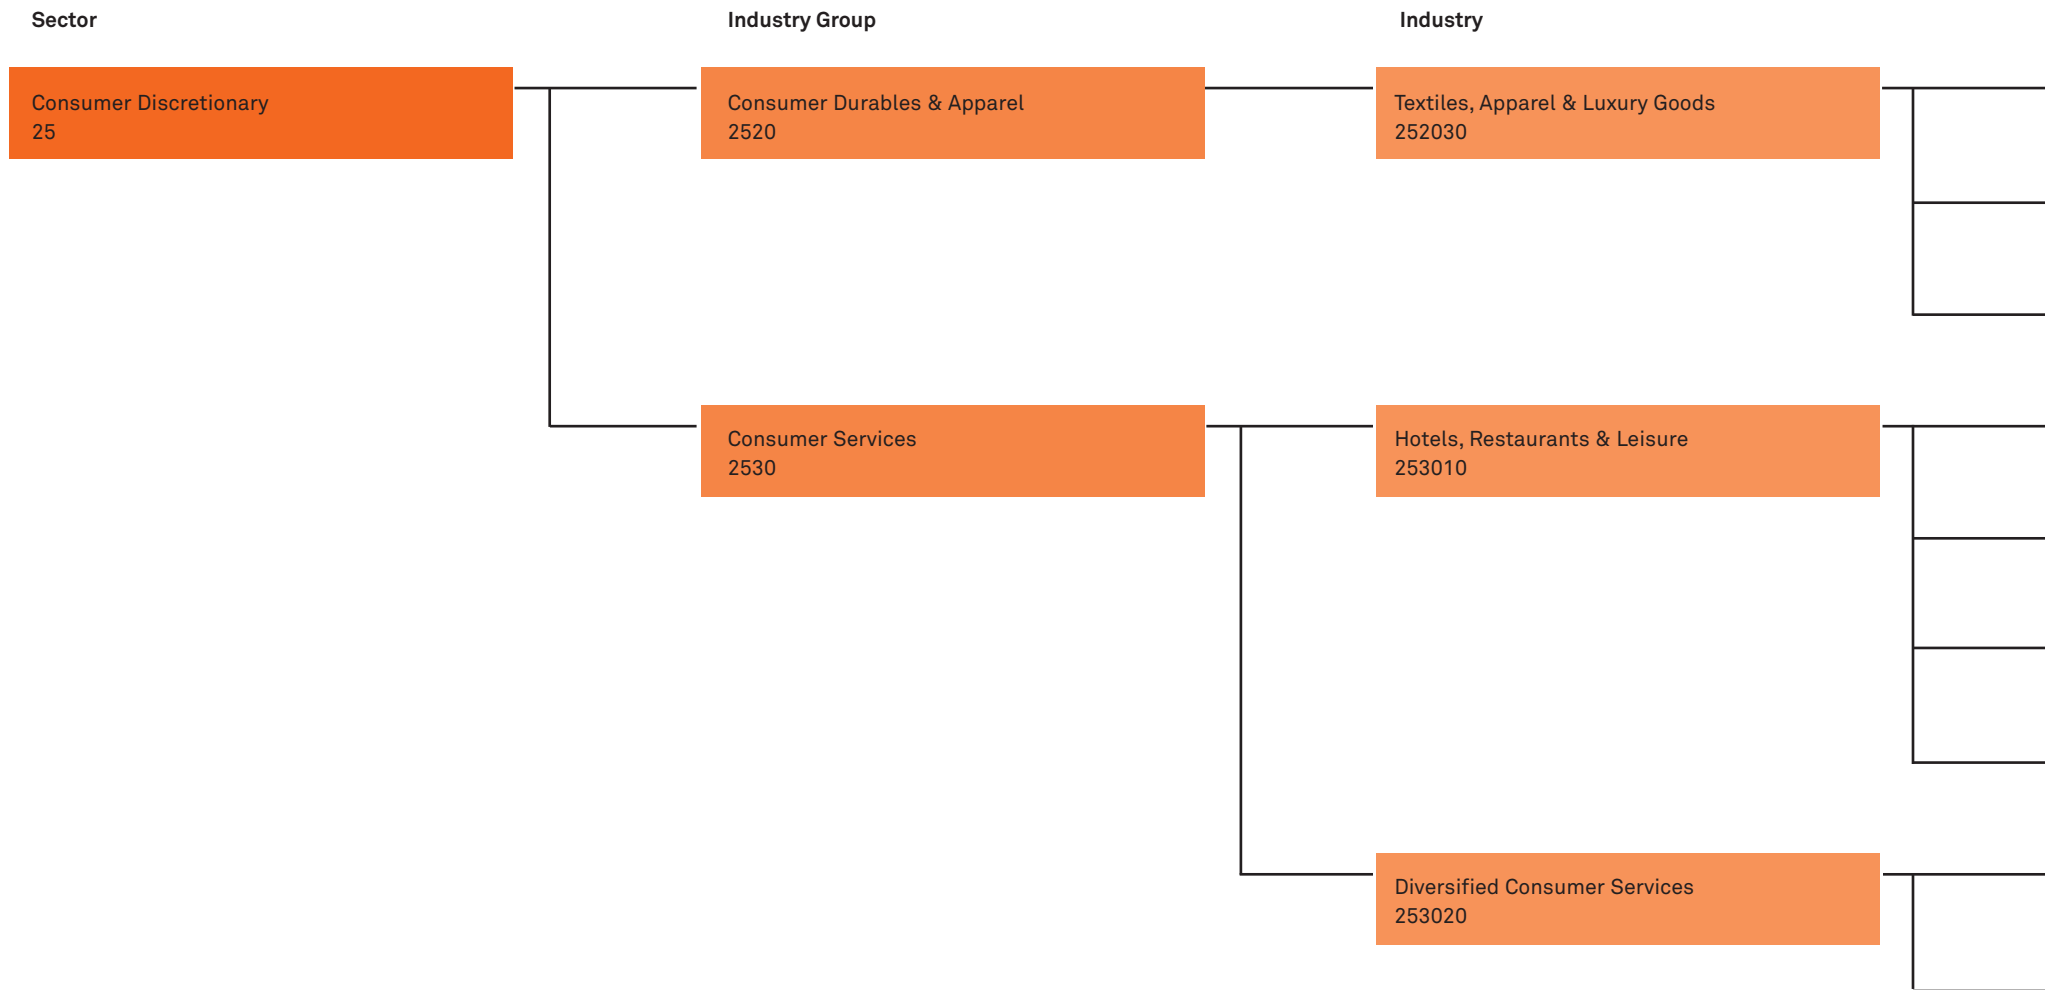 Sector
Industry Group
Industry
Consumer Discretionary
25
Consumer Durables & Apparel
2520
Textiles, Apparel & Luxury Goods
252030
Consumer Services
2530
Hotels, Restaurants & Leisure
253010
Diversified Consumer Services
253020